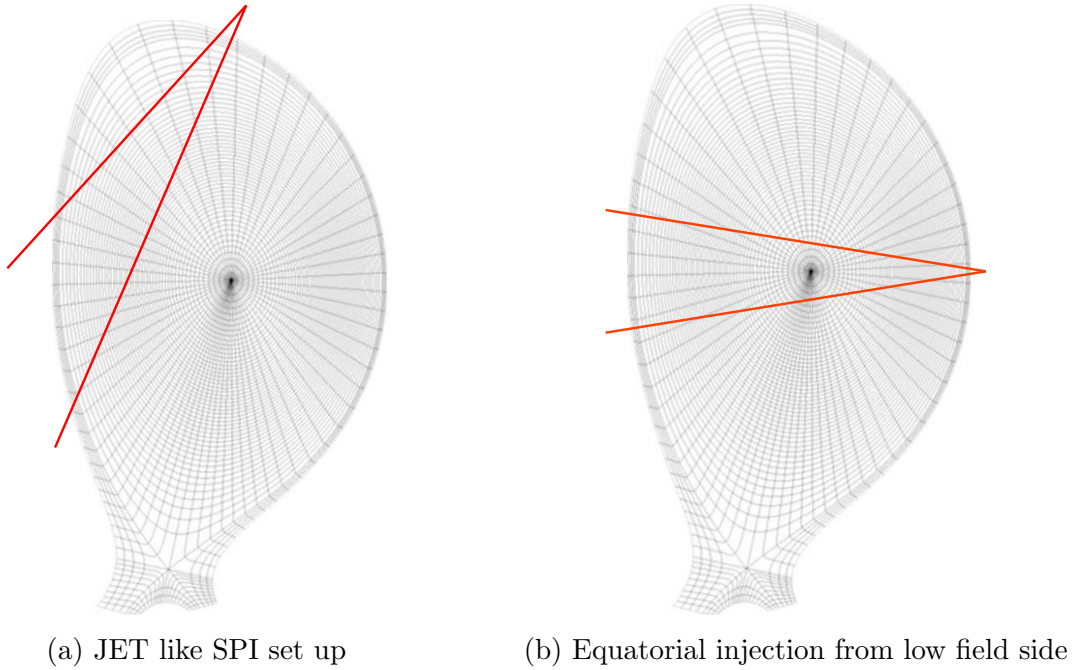 (a) JET like SPI set up
(b) Equatorial injection from low field side